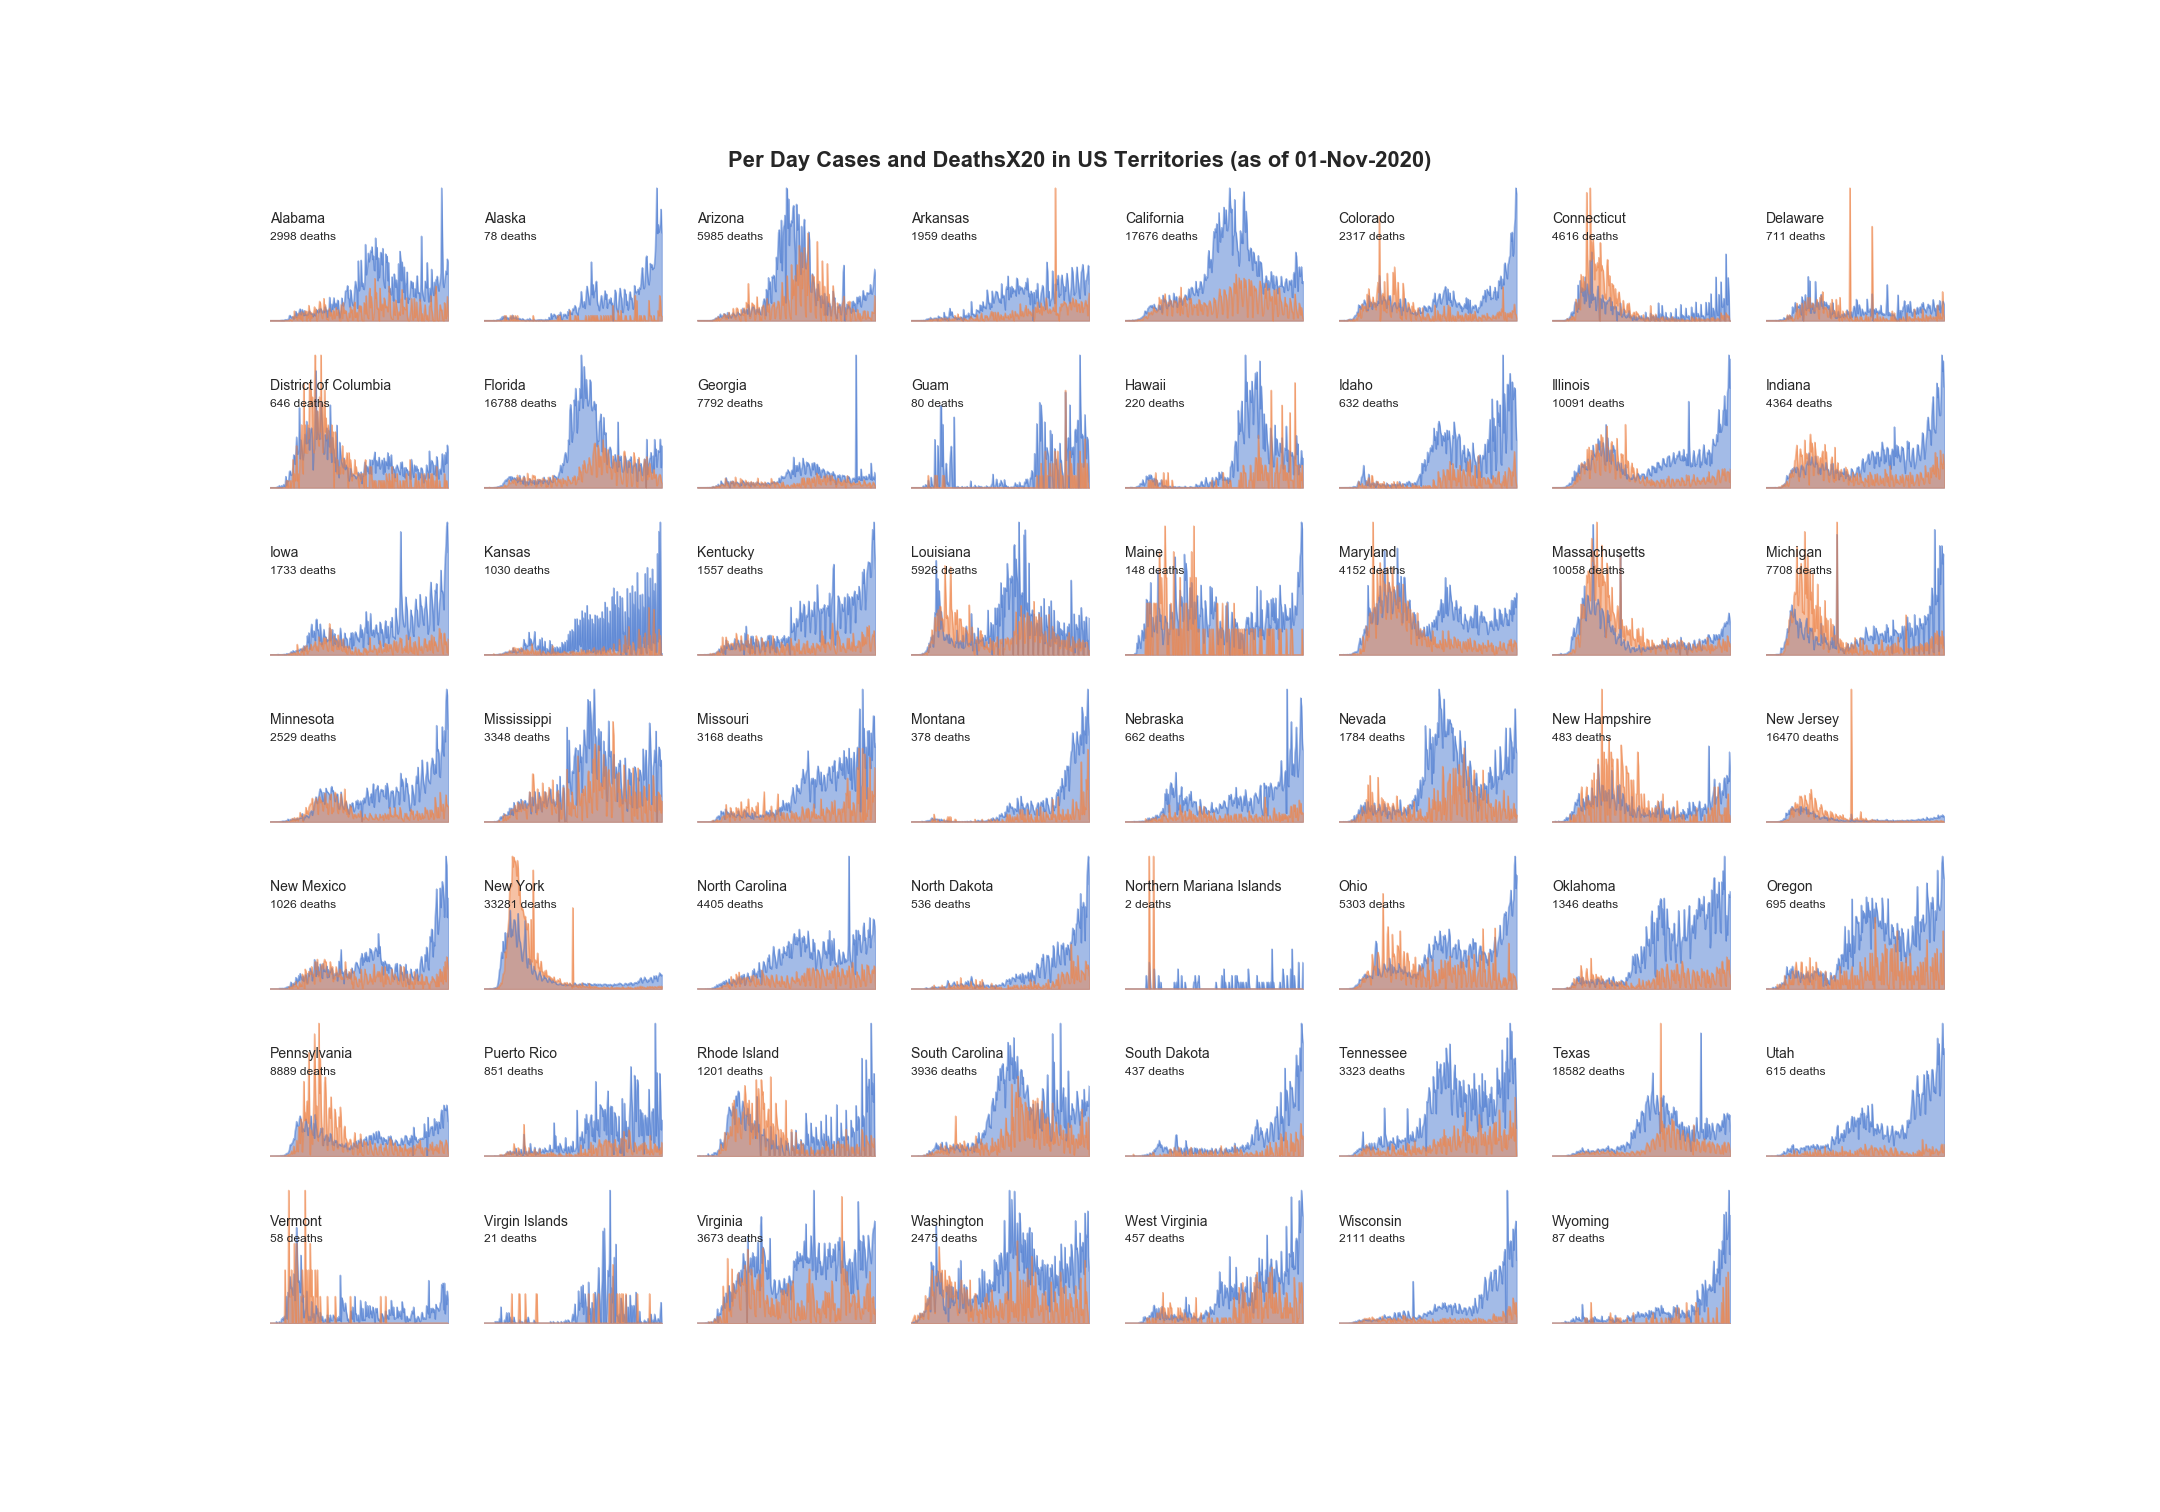 Per Day Cases and DeathsX20 in US Territories (as of 01-Nov-2020)
Alabama
2998 deaths
Alaska
78 deaths
Arizona
5985 deaths
Arkansas
1959 deaths
California
17676 deaths
Colorado
2317 deaths
Connecticut
4616 deaths
Delaware
711 deaths
District of Columbia
646 deaths
Florida
16788 deaths
Georgia
7792 deaths
Guam
80 deaths
Hawaii
220 deaths
Idaho
632 deaths
Illinois
10091 deaths
Indiana
4364 deaths
Iowa
1733 deaths
Kansas
1030 deaths
Kentucky
1557 deaths
Louisiana
5926 deaths
Maine
148 deaths
Maryland
4152 deaths
Massachusetts
10058 deaths
Michigan
7708 deaths
Minnesota
2529 deaths
Mississippi
3348 deaths
Missouri
3168 deaths
Montana
378 deaths
Nebraska
662 deaths
Nevada
1784 deaths
New Hampshire
483 deaths
New Jersey
16470 deaths
New Mexico
1026 deaths
New York
33281 deaths
North Carolina
4405 deaths
North Dakota
536 deaths
Northern Mariana Islands
2 deaths
Ohio
5303 deaths
Oklahoma
1346 deaths
Oregon
695 deaths
Pennsylvania
8889 deaths
Puerto Rico
851 deaths
Rhode Island
1201 deaths
South Carolina
3936 deaths
South Dakota
437 deaths
Tennessee
3323 deaths
Texas
18582 deaths
Utah
615 deaths
Vermont
58 deaths
Virgin Islands
21 deaths
Virginia
3673 deaths
Washington
2475 deaths
West Virginia
457 deaths
Wisconsin
2111 deaths
Wyoming
87 deaths